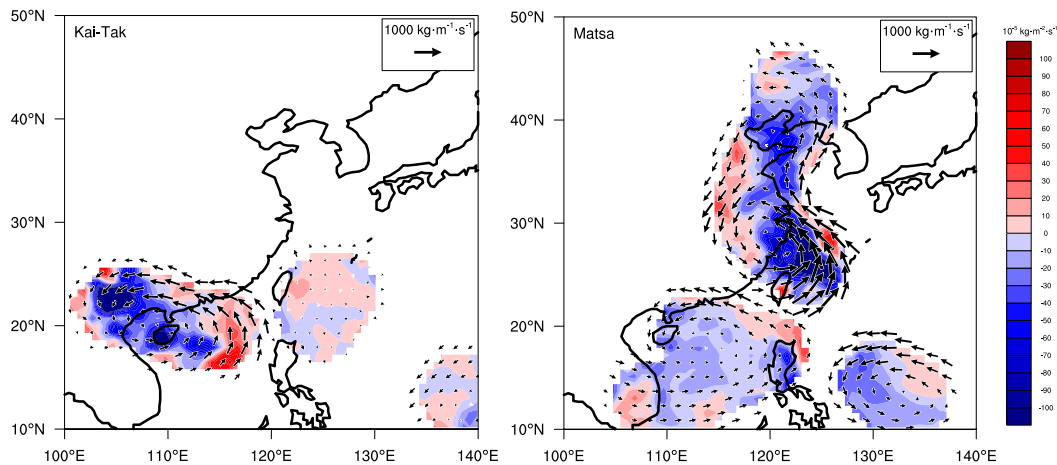 Kai-Tak
1000 kg·m⁻¹·s⁻¹
50°N
40°N
30°N
20°N
10°N
100°E 110°E 120°E 130°E 140°E
Matsa
1000 kg·m⁻¹·s⁻¹
50°N
40°N
30°N
20°N
10°N
100°E 110°E 120°E 130°E 140°E
10⁻⁵ kg·m⁻²·s⁻¹
100
90
80
70
60
50
40
30
20
10
0
-10
-20
-30
-40
-50
-60
-70
-80
-90
-100